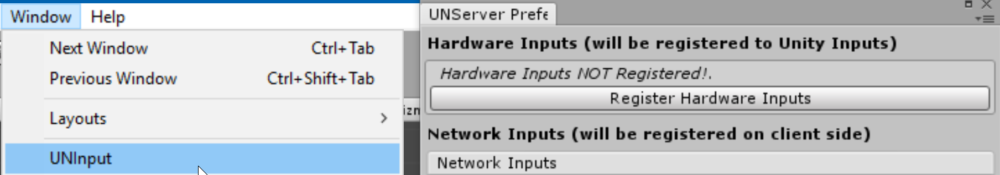 Window Help
Next Window Ctrl+Tab
Previous Window Ctrl+Shift+Tab
Layouts
UNInput
UNServer Prefe
Hardware Inputs (will be registered to Unity Inputs)
Hardware Inputs NOT Registered!.
Register Hardware Inputs
Network Inputs (will be registered on client side)
Network Inputs